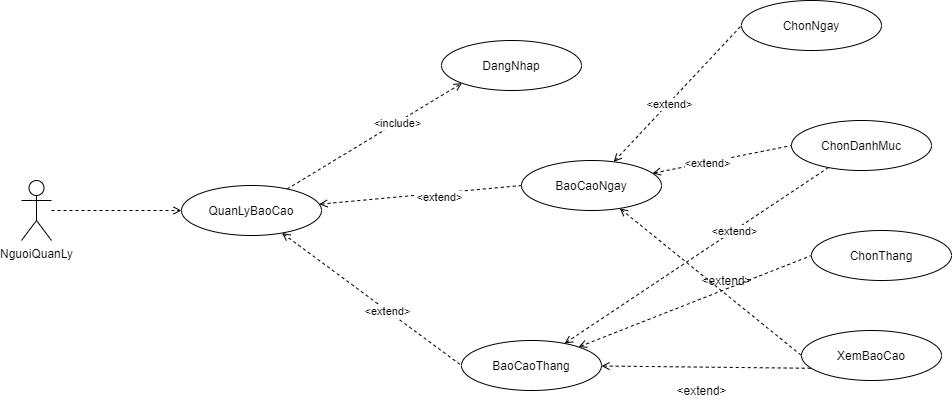 ChonNgay
DangNhap
<extend>
<include>
ChonDanhMuc
<extend>
BaoCaoNgay
<extend>
QuanLyBaoCao
<extend>
NguoiQuanLy
ChonThang
<extend>
<extend>
XemBaoCao
BaoCaoThang
<extend>